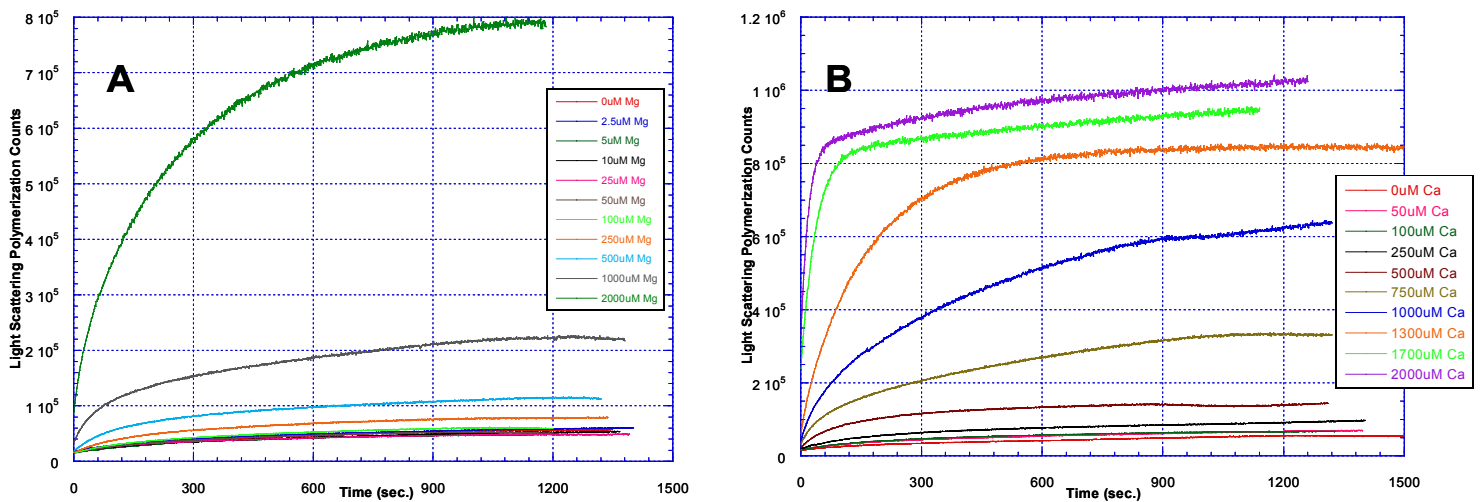 A
Light Scattering Polymerization Counts
8 10⁵
7 10⁵
6 10⁵
5 10⁵
4 10⁵
3 10⁵
2 10⁵
1 10⁵
0
0 300 600 900 1200 1500
Time (sec.)
0uM Mg
2.5uM Mg
5uM Mg
10uM Mg
25uM Mg
50uM Mg
100uM Mg
250uM Mg
500uM Mg
1000uM Mg
2000uM Mg
B
Light Scattering Polymerization Counts
1.2 10⁶
1 10⁶
8 10⁵
6 10⁵
4 10⁵
2 10⁵
0
0 300 600 900 1200 1500
Time (sec.)
0uM Ca
50uM Ca
100uM Ca
250uM Ca
500uM Ca
750uM Ca
1000uM Ca
1300uM Ca
1700uM Ca
2000uM Ca